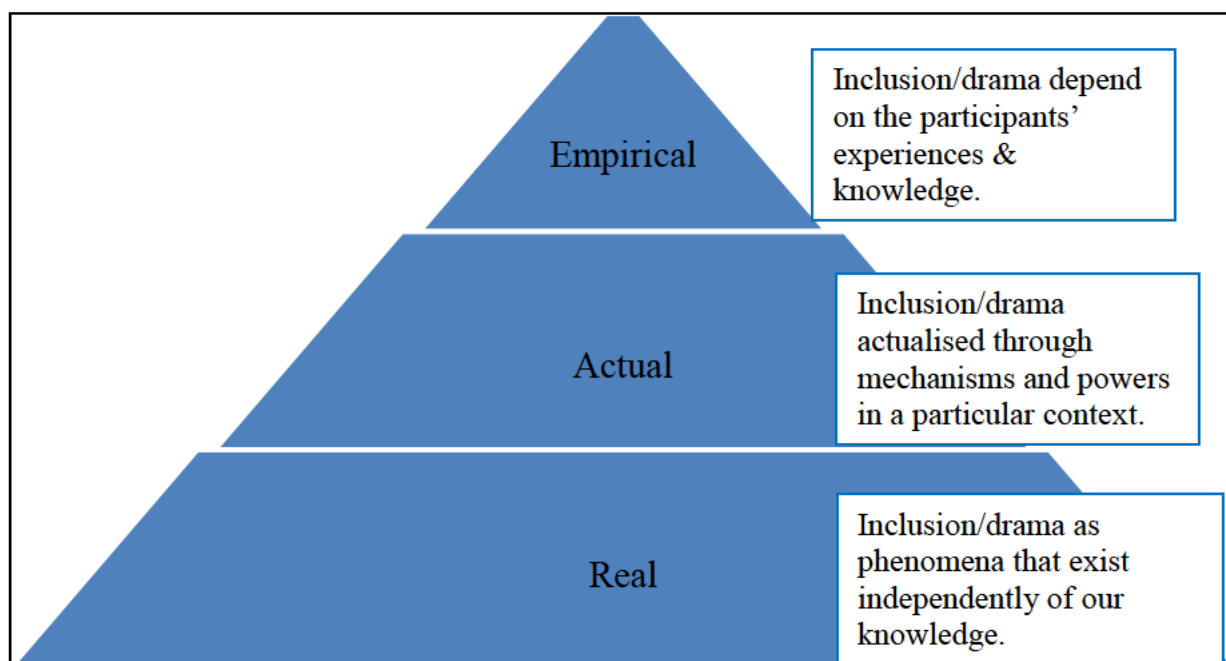 Empirical
Inclusion/drama depend
on the participants’
experiences &
knowledge.
Actual
Inclusion/drama
actualised through
mechanisms and powers
in a particular context.
Real
Inclusion/drama as
phenomena that exist
independently of our
knowledge.